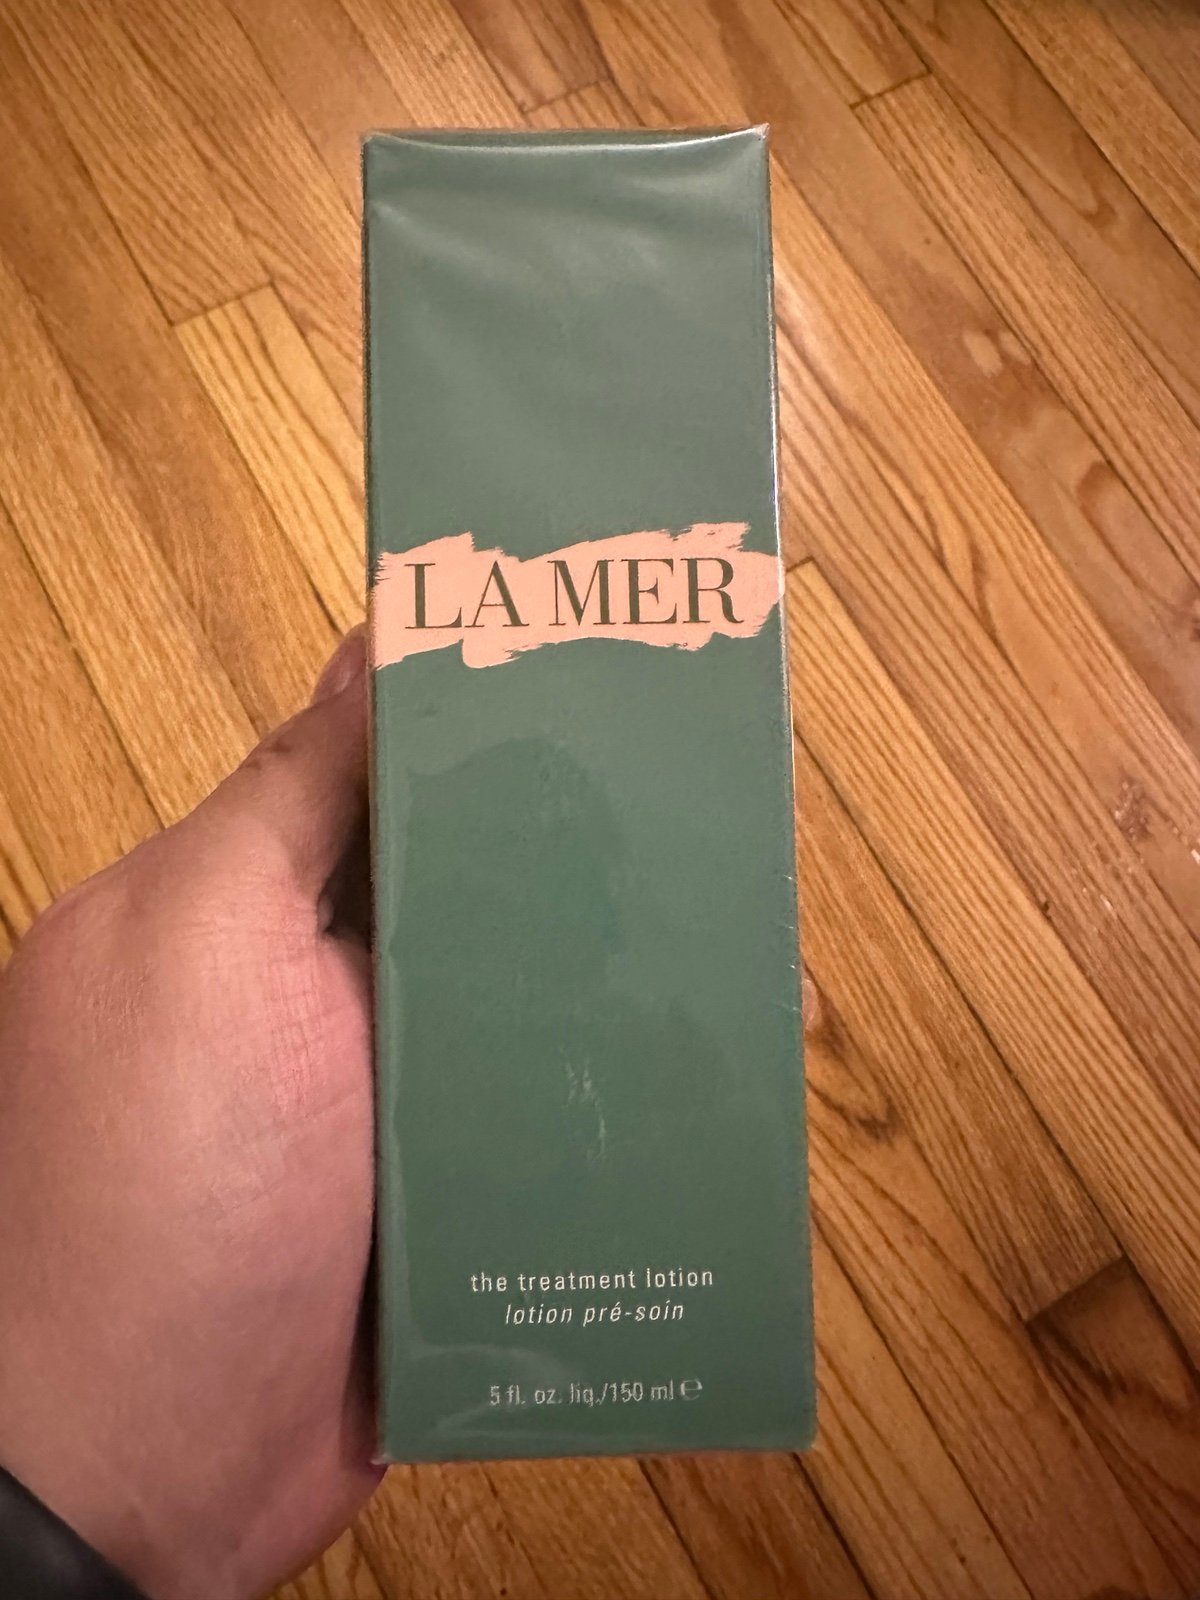 LA MER
the treatment lotion
lotion pré-soin
5 fl. oz. liq./150 ml ℮